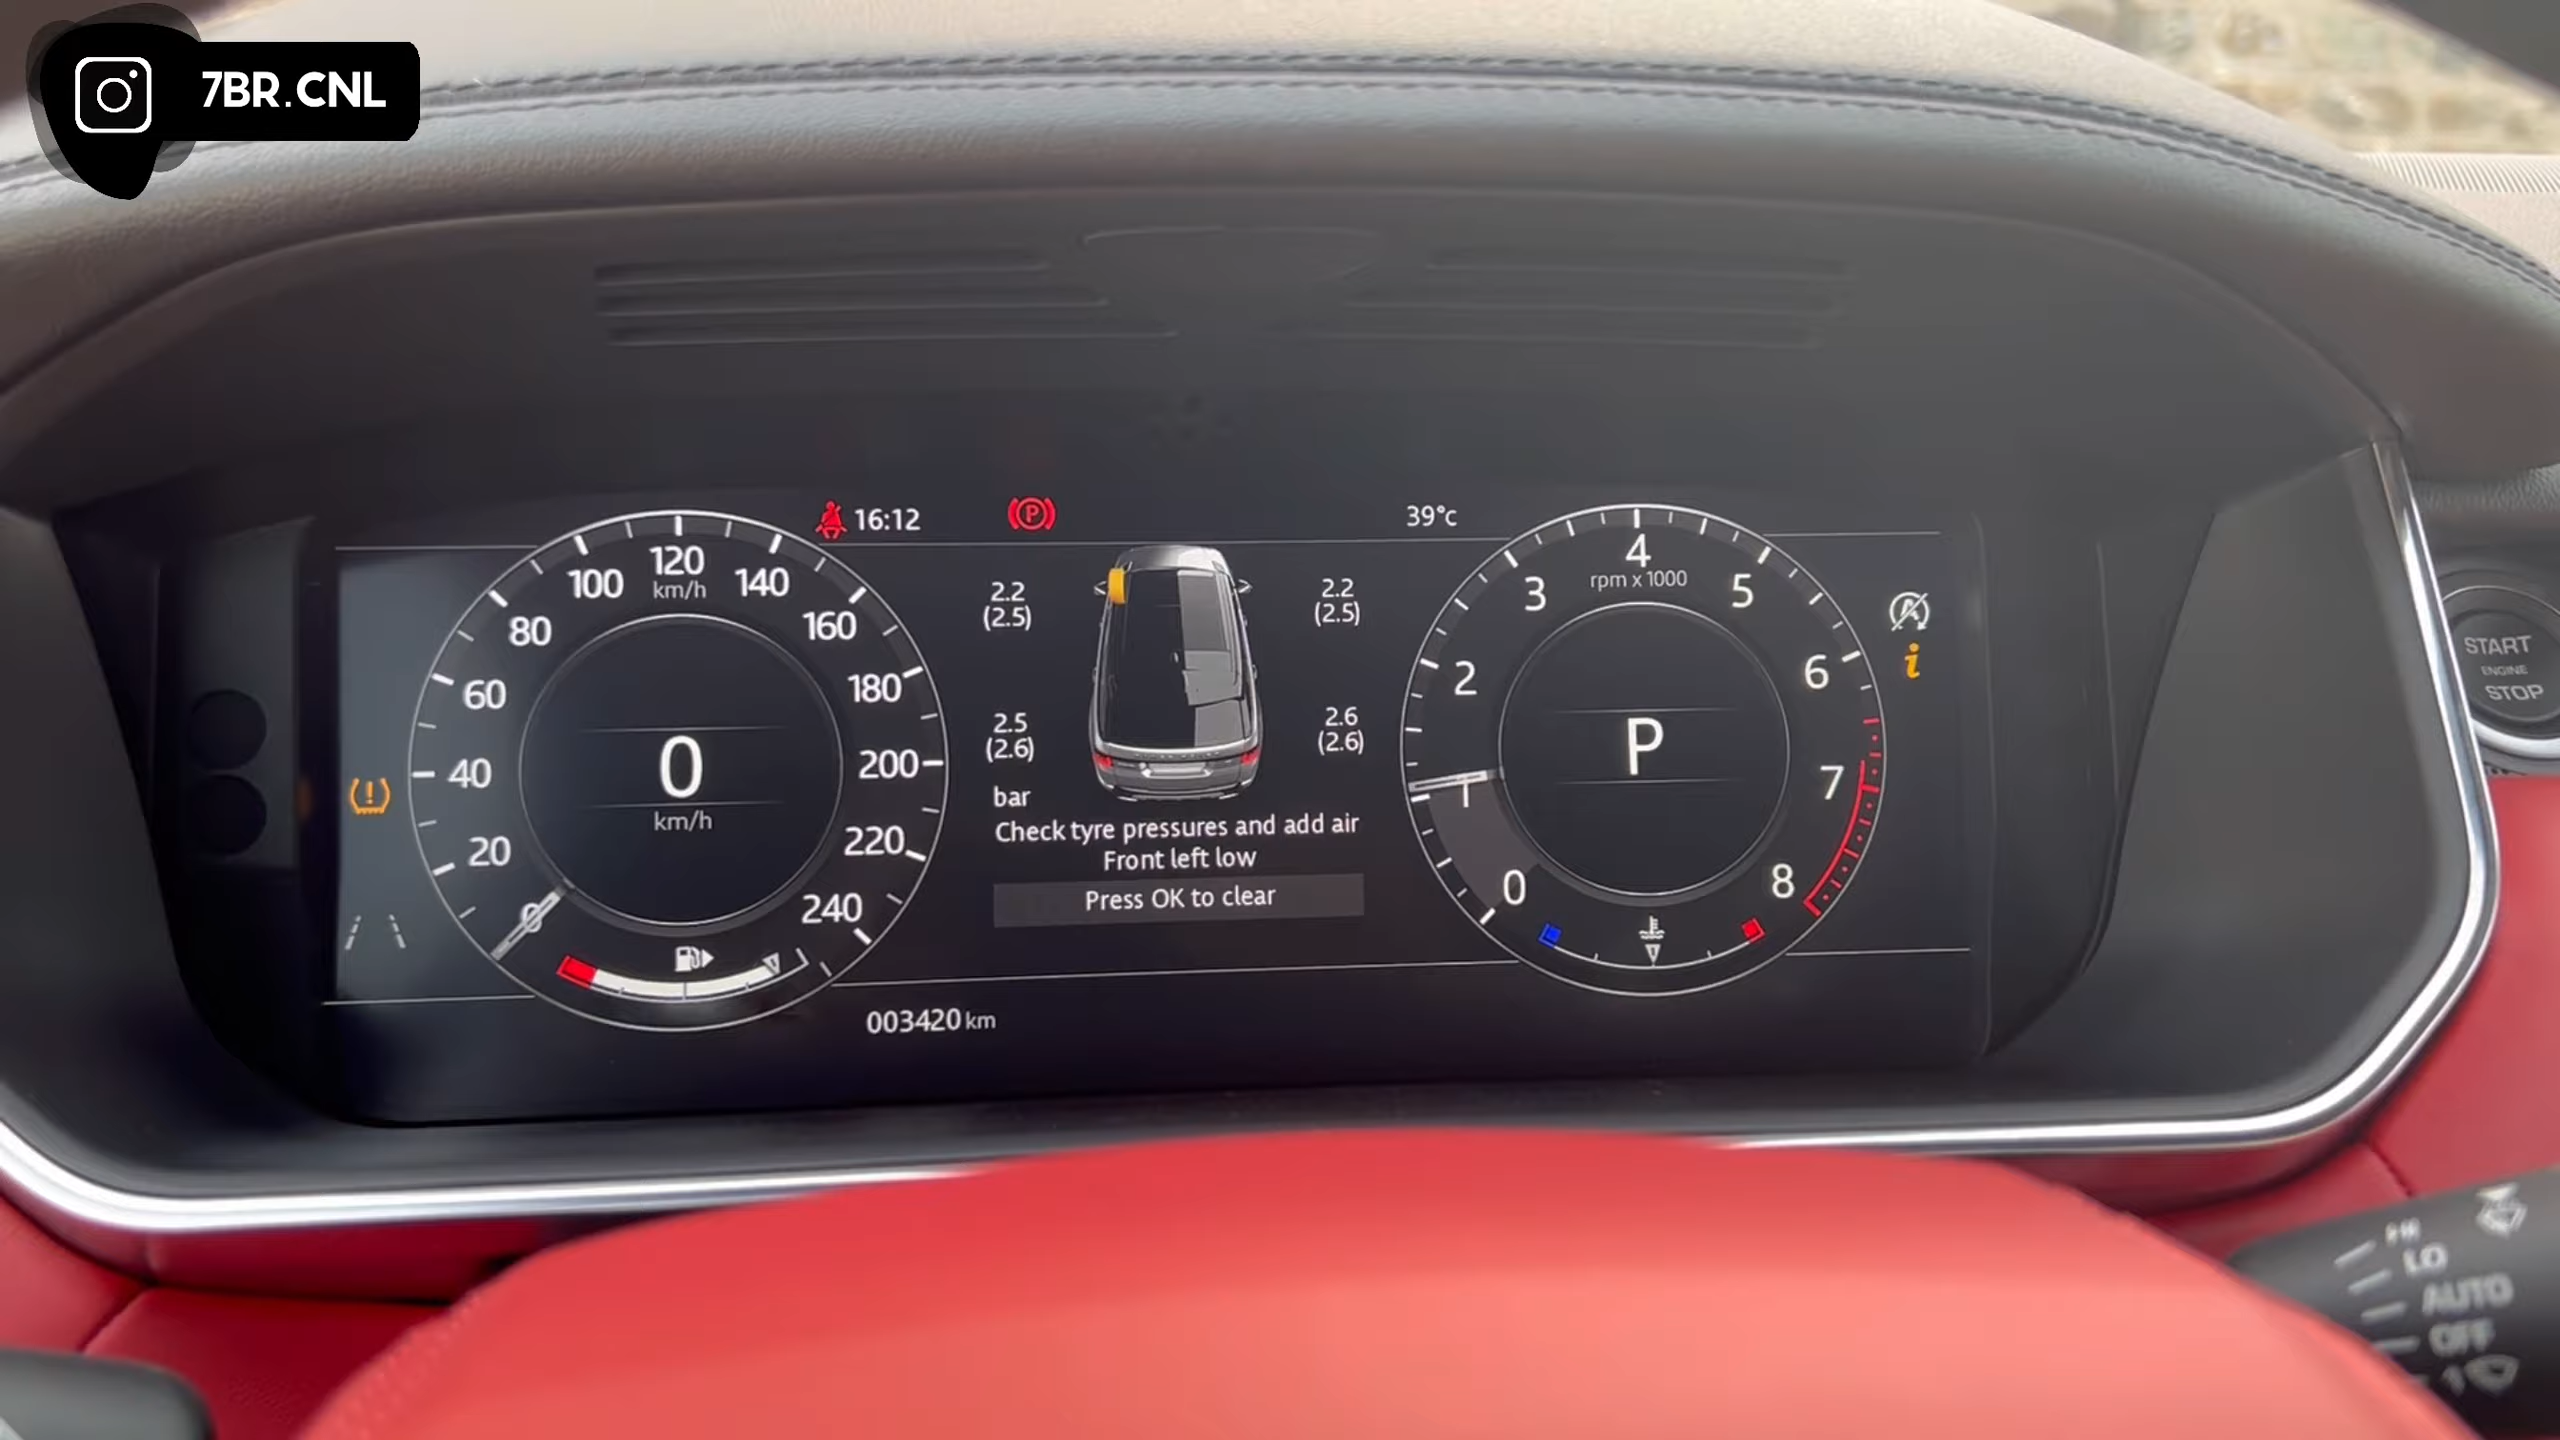 7BR.CNL
16:12
39°c
100
120
140
km/h
80
160
60
180
40
200
20
220
0
240
0
km/h
2.2
(2.5)
2.2
(2.5)
2.5
(2.6)
2.6
(2.6)
bar
Check tyre pressures and add air
Front left low
Press OK to clear
4
rpm x 1000
3
5
2
6
1
7
0
8
P
003420 km
START
ENGINE
STOP
LO
AUTO
OFF